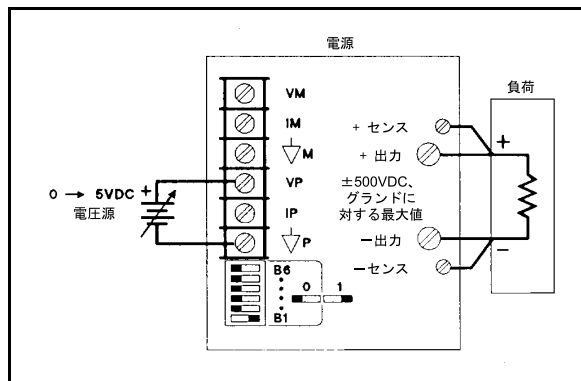 電源
負荷
VM
IM
M
VP
IP
P
0 → 5VDC
+
電圧源
+ センス
+ 出力
±500VDC、
グランドに
対する最大値
−出力
−センス
+
−
B6
0 1
B1